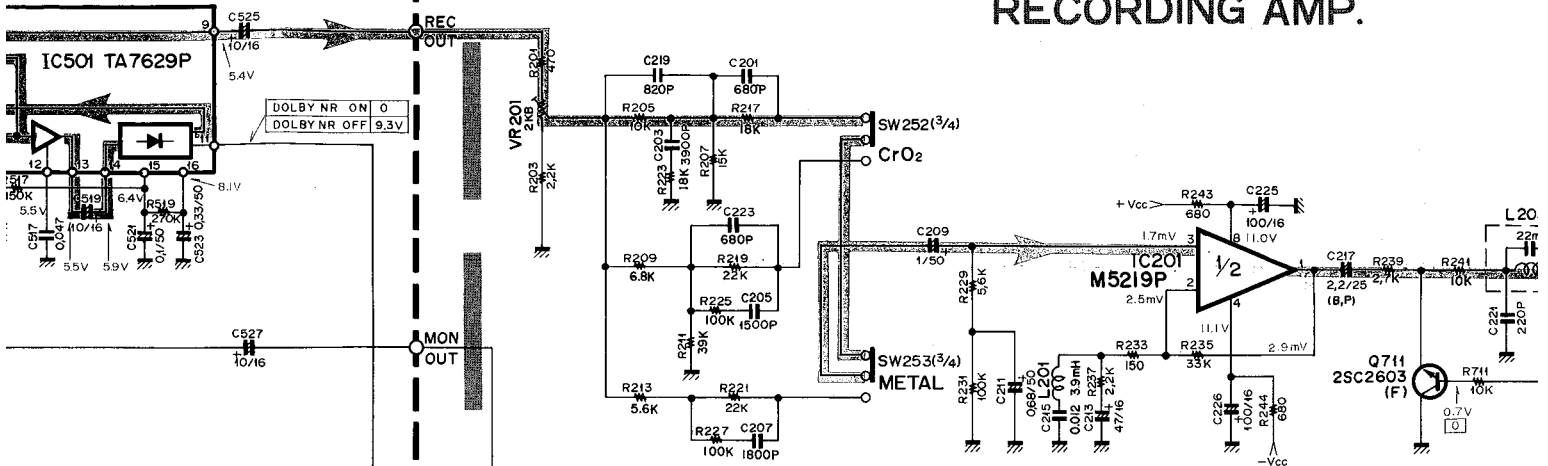 RECORDING AMP.
9
C525
10/16
REC
OUT
IC501 TA7629P
5.4V
DOLBY NR ON 0
DOLBY NR OFF 9.3V
12
13
14
15
16
8.1V
150K
C519
10/16
6.4V
R519
270K
5.5V
C517
0,047
5.5V
5.9V
C521
0,1/50
C523
0,33/50
C527
10/16
MON
OUT
R201
470
VR201
2KB
R203
2,2K
C219
820P
C201
680P
R205
10K
R217
18K
C203
3900P
R223
18K
R207
15K
SW252(3/4)
CrO2
C223
680P
R209
6.8K
R219
22K
R225
100K
C205
1500P
R211
39K
R213
5.6K
R221
22K
R227
100K
C207
1800P
SW253(3/4)
METAL
C209
1/50
R229
5,6K
R231
100K
C211
0,68/50
L201
3.9mH
C215
0.012
R237
2,2K
C213
47/16
R233
150
R235
33K
2.9mV
+Vcc
R243
680
C225
100/16
1.7mV
3
8
11.0V
IC201
M5219P
1/2
1
2
2.5mV
4
11.1V
C226
100/16
R244
680
-Vcc
C217
2,2/25
(B,P)
R239
2,7K
R241
10K
22m
C221
220P
Q711
2SC2603
(F)
R711
10K
0.7V
0